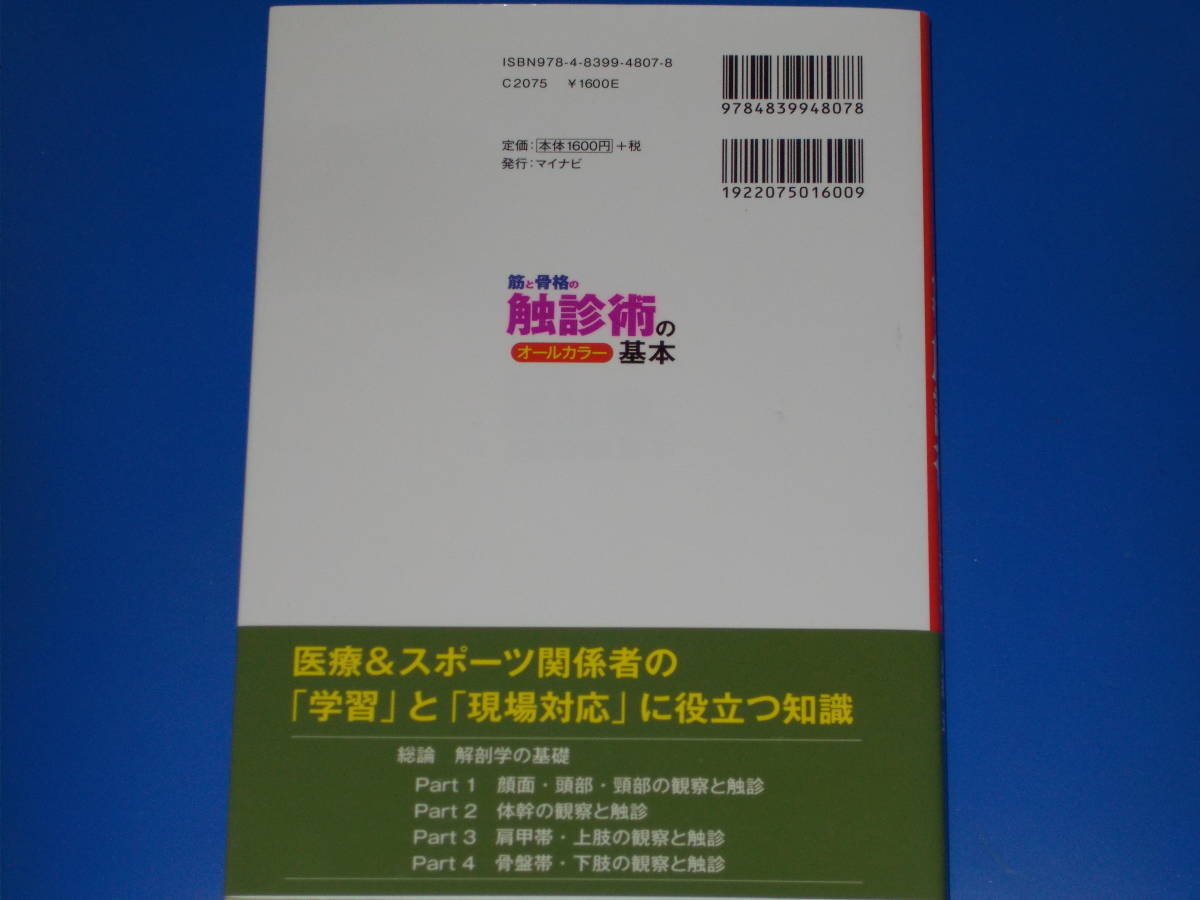 ISBN978-4-8399-4807-8
C2075 ¥1600E
9784839948078
定価：本体1600円＋税
発行：マイナビ
1922075016009
筋と骨格の
触診術の
オールカラー 基本
医療&スポーツ関係者の
「学習」と「現場対応」に役立つ知識
総論 解剖学の基礎
Part 1 顔面・頭部・頸部の観察と触診
Part 2 体幹の観察と触診
Part 3 肩甲帯・上肢の観察と触診
Part 4 骨盤帯・下肢の観察と触診